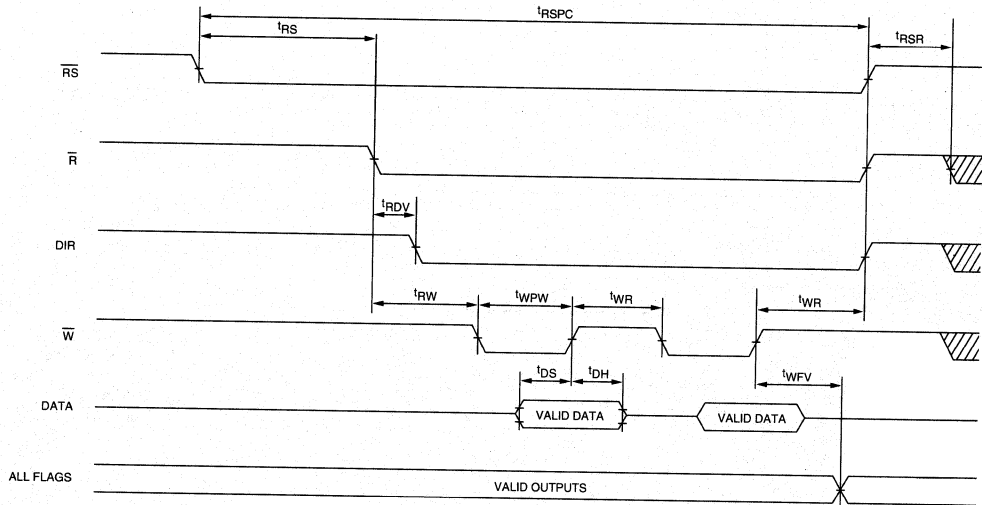 tRSPC
tRS
tRSR
RS
R
tRDV
DIR
tRW
tWPW
tWR
tWR
W
tDS
tDH
tWFV
DATA
VALID DATA
VALID DATA
ALL FLAGS
VALID OUTPUTS